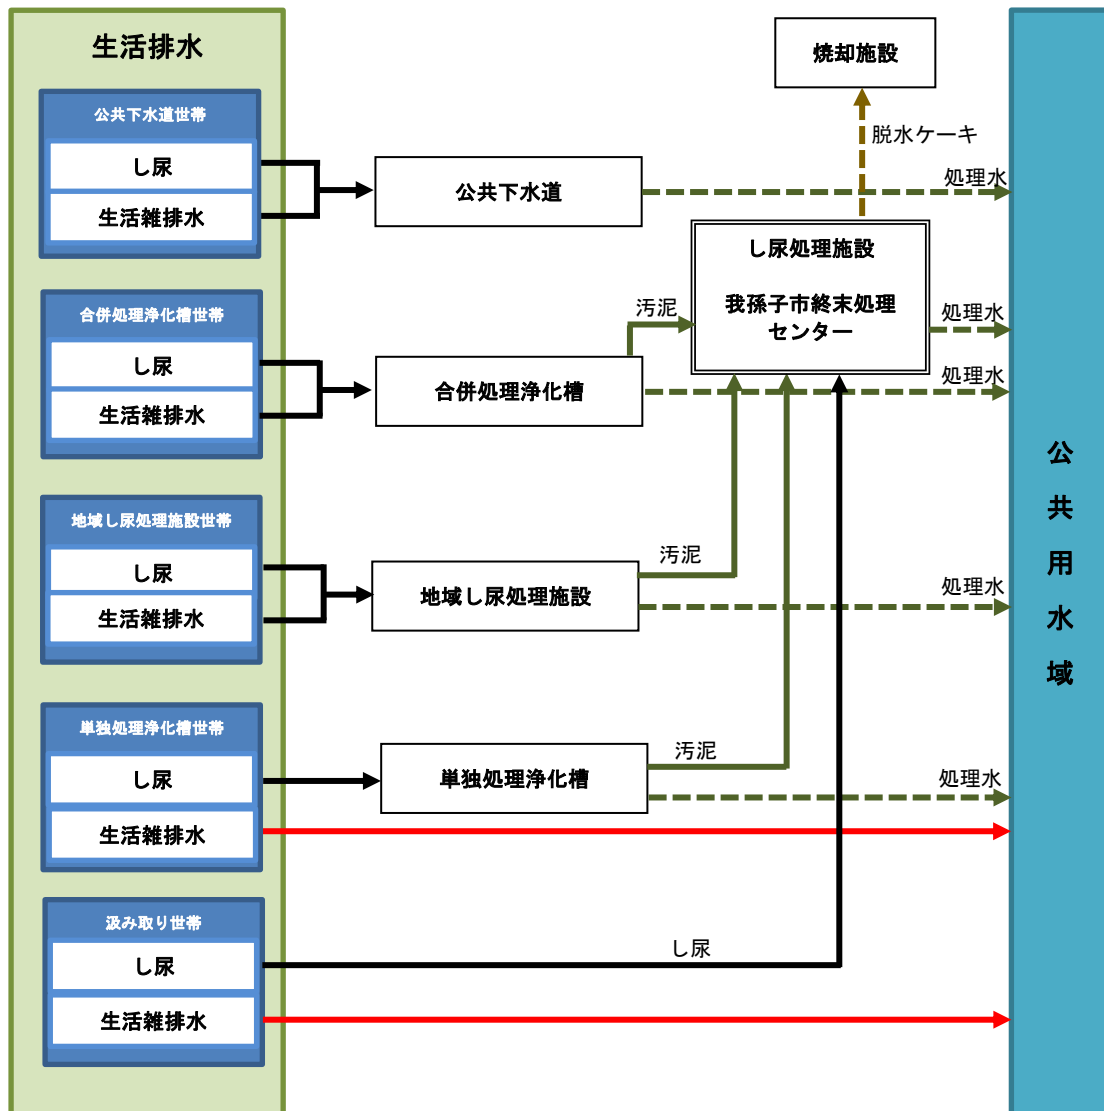 生活排水
焼却施設
公共下水道世帯
し尿
生活雑排水
脱水ケーキ
公共下水道
処理水
し尿処理施設
我孫子市終末処理
センター
合併処理浄化槽世帯
し尿
生活雑排水
汚泥
合併処理浄化槽
処理水
処理水
公共用水域
地域し尿処理施設世帯
し尿
生活雑排水
汚泥
地域し尿処理施設
処理水
単独処理浄化槽世帯
し尿
生活雑排水
汚泥
単独処理浄化槽
処理水
汲み取り世帯
し尿
生活雑排水
し尿